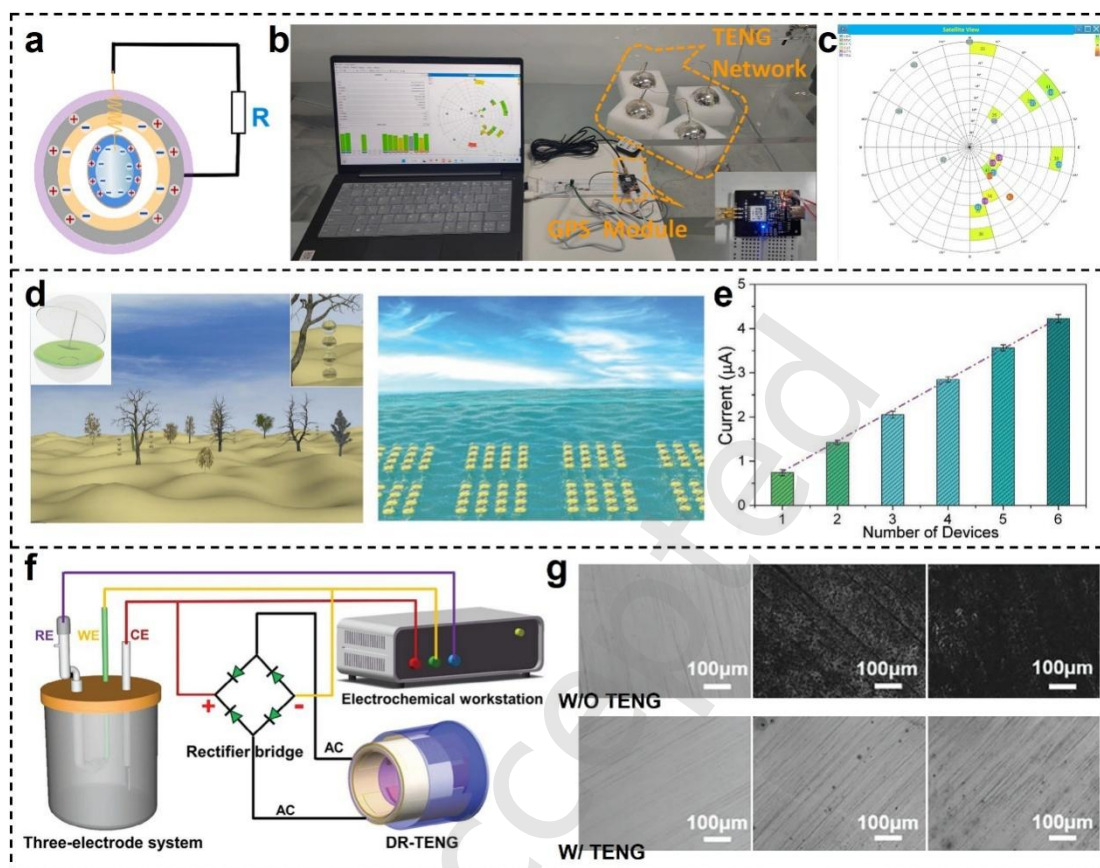 a
R
b
TENG
Network
GPS Module
c
Satellite View
d
e
Current (μA)
5
4
3
2
1
0
1 2 3 4 5 6
Number of Devices
f
RE
WE
CE
+
-
Rectifier bridge
Electrochemical workstation
AC
AC
Three-electrode system
DR-TENG
g
100μm
100μm
100μm
W/O TENG
100μm
100μm
100μm
W/ TENG
ccepted